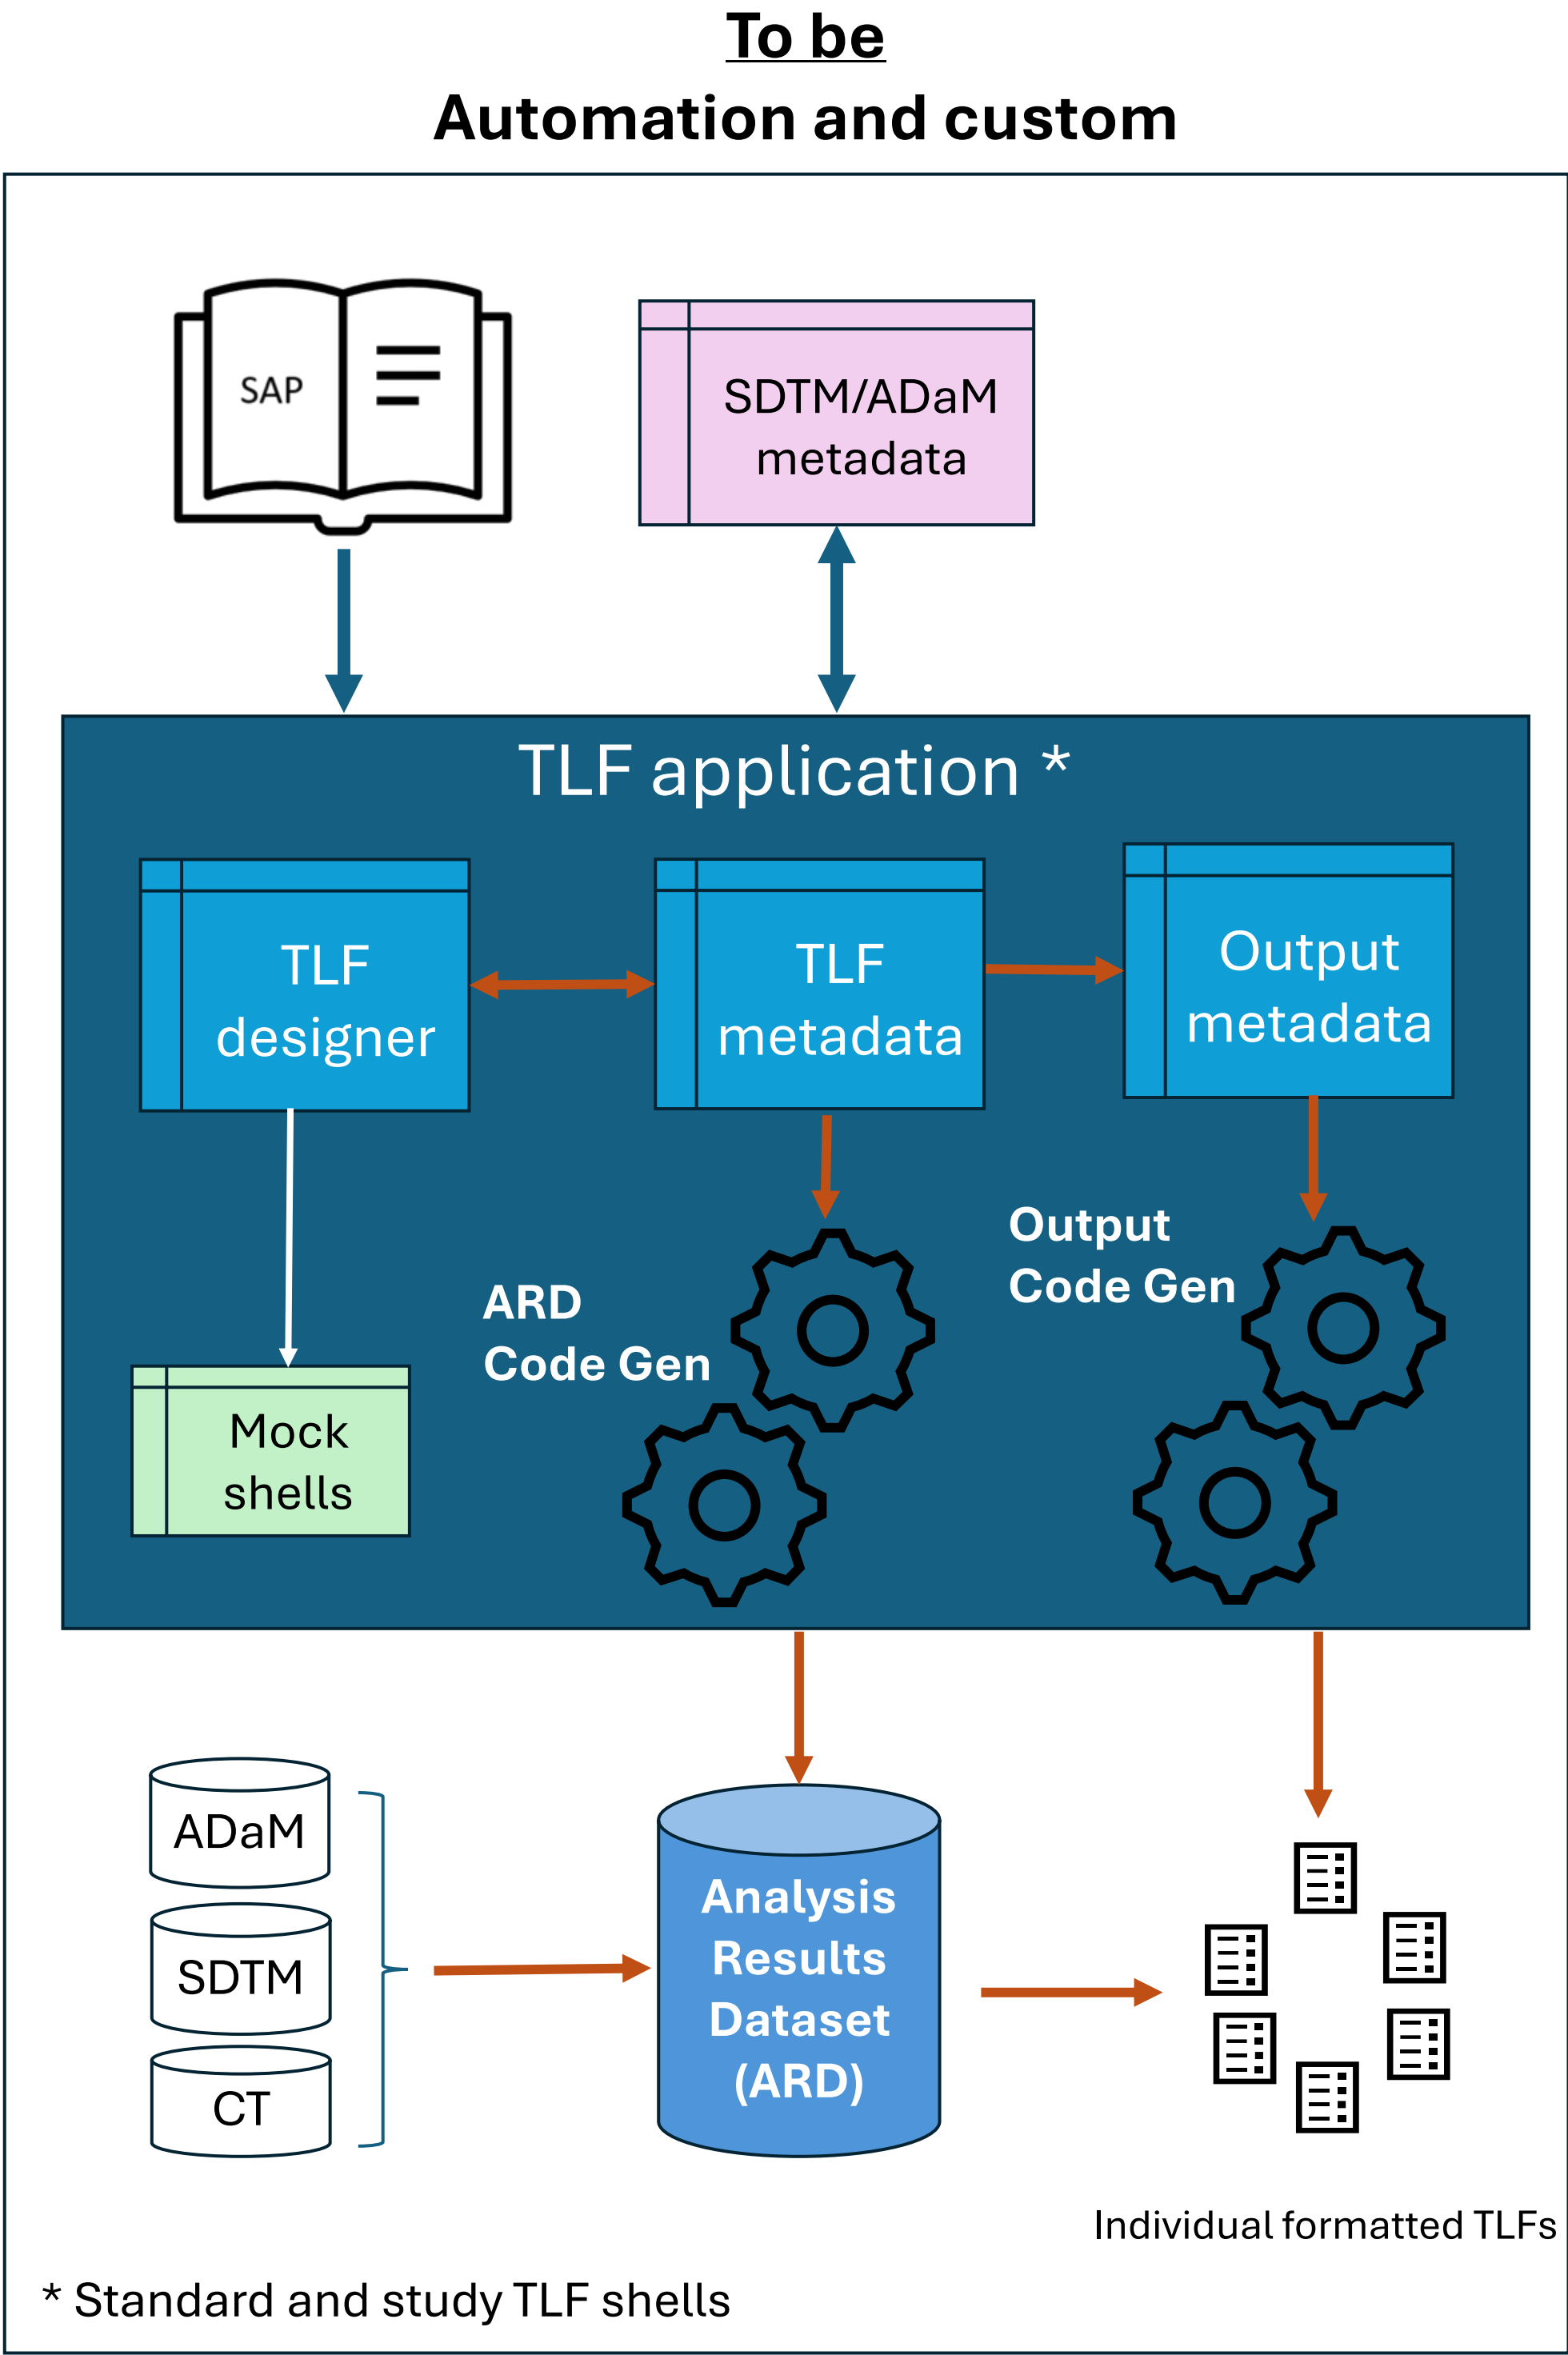 To be
Automation and custom
SAP
SDTM/ADaM
metadata
TLF application *
TLF
designer
TLF
metadata
Output
metadata
Output
Code Gen
ARD
Code Gen
Mock
shells
ADaM
SDTM
CT
Analysis
Results
Dataset
(ARD)
Individual formatted TLFs
* Standard and study TLF shells